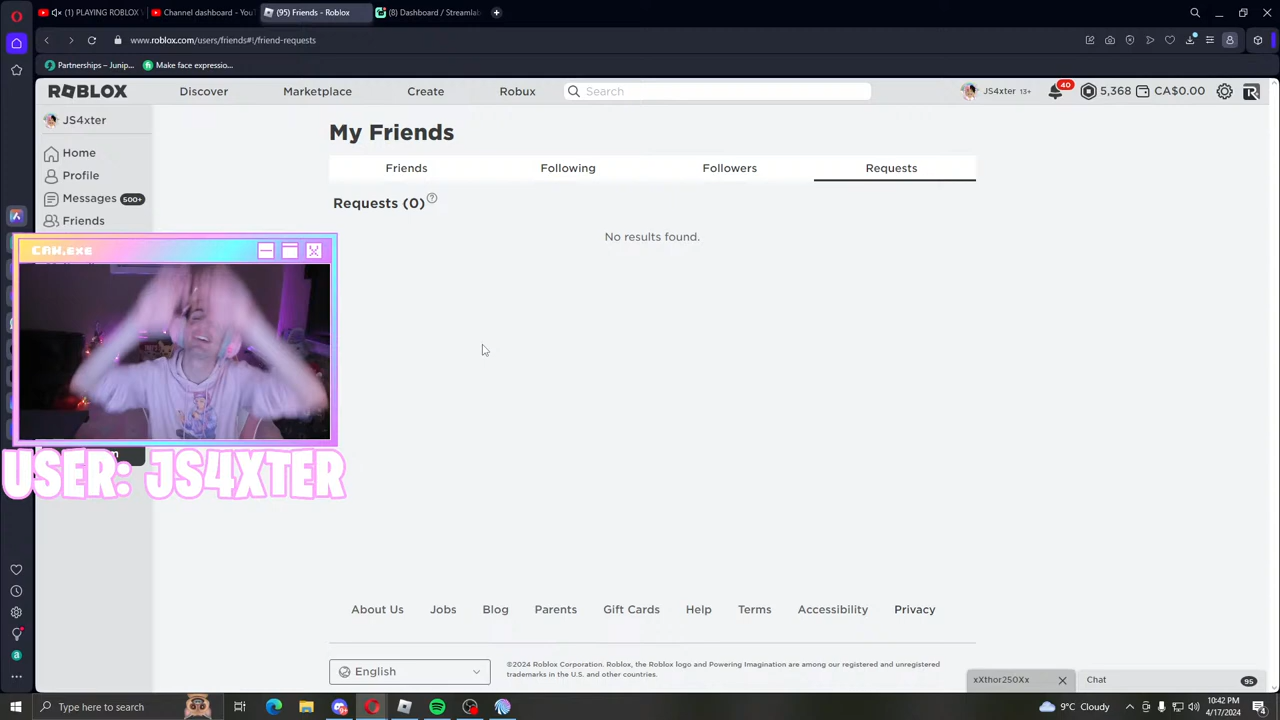 (1) PLAYING ROBLOX
Channel dashboard - You
(95) Friends - Roblox
(8) Dashboard / Streamlab
www.roblox.com/users/friends#!/friend-requests
Partnerships – Junip...
Make face expressio...
ROBLOX
Discover
Marketplace
Create
Robux
Search
JS4xter 13+
40
5,368
CA$0.00
JS4xter
Home
Profile
Messages 500+
Friends
My Friends
Friends
Following
Followers
Requests
Requests (0)
No results found.
CAM.exe
USER: JS4XTER
About Us
Jobs
Blog
Parents
Gift Cards
Help
Terms
Accessibility
Privacy
English
©2024 Roblox Corporation. Roblox, the Roblox logo and Powering Imagination are among our registered and unregistered
trademarks in the U.S. and other countries.
xXthor250Xx
Chat
95
Type here to search
9°C Cloudy
10:42 PM
4/17/2024
4